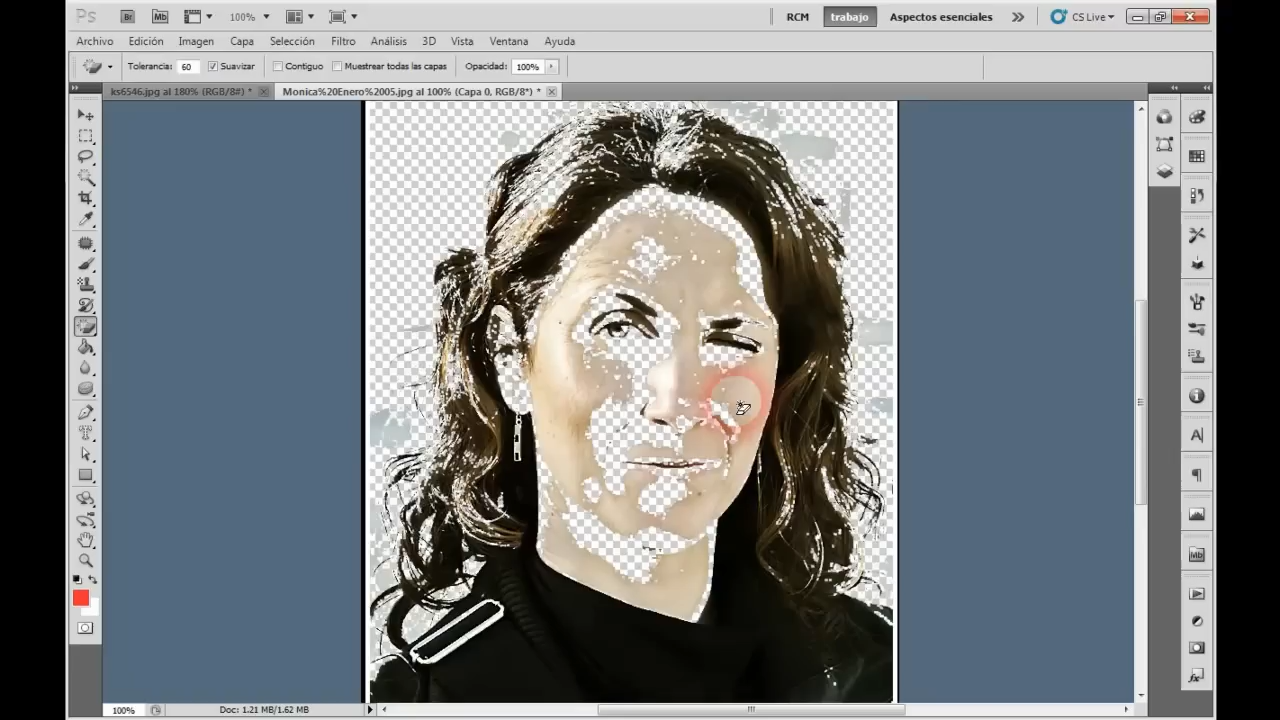 Ps Br Mb 100% RCM trabajo Aspectos esenciales CS Live
Archivo Edición Imagen Capa Selección Filtro Análisis 3D Vista Ventana Ayuda
Tolerancia: 60 Suavizar Contiguo Muestrear todas las capas Opacidad: 100%
ks6546.jpg al 180% (RGB/8#) * Monica%20Enero%2005.jpg al 100% (Capa 0, RGB/8*) *
A
Mb
fx
100% Doc: 1.21 MB/1.62 MB